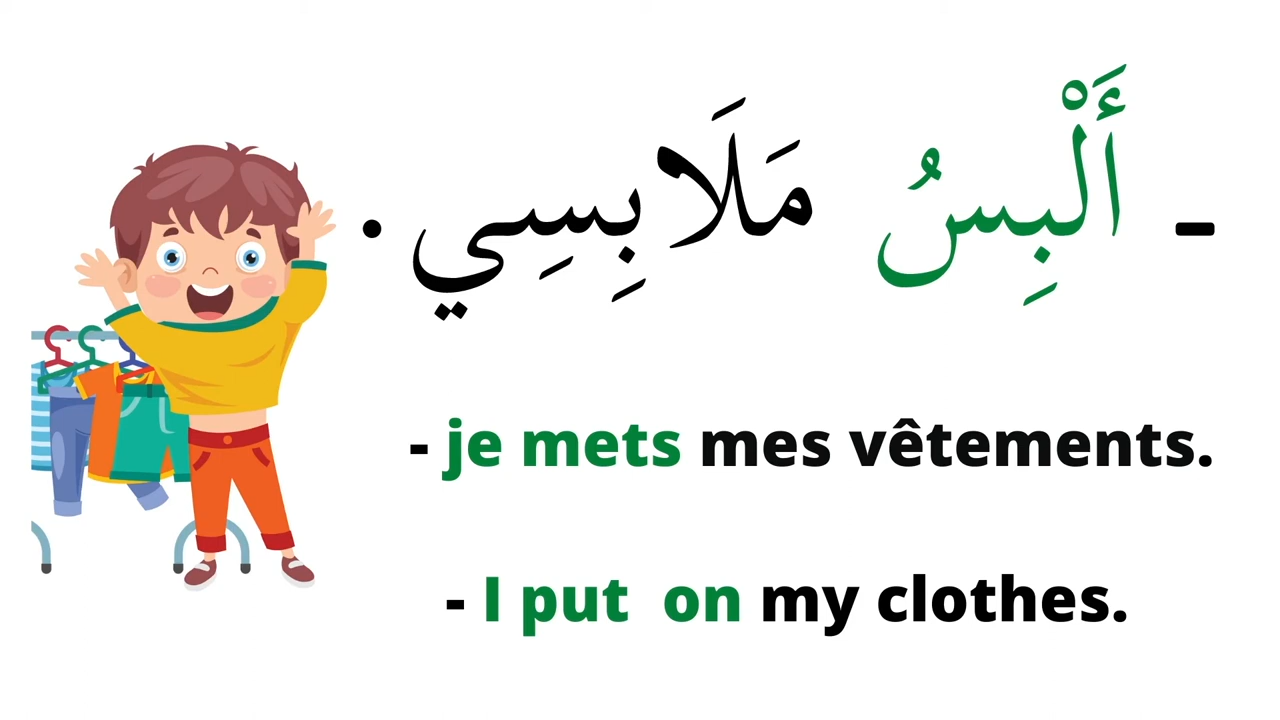 - أَلْبِسُ مَلَابِسِي .
- je mets mes vêtements.
- I put on my clothes.